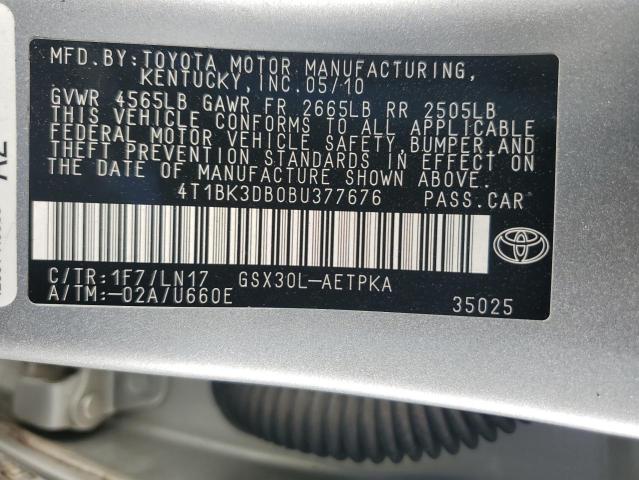 MFD. BY: TOYOTA MOTOR MANUFACTURING,
KENTUCKY, INC. 05/10
GVWR 4565LB GAWR FR 2665LB RR 2505LB
THIS VEHICLE CONFORMS TO ALL APPLICABLE
FEDERAL MOTOR VEHICLE SAFETY, BUMPER, AND
THEFT PREVENTION STANDARDS IN EFFECT ON
THE DATE OF MANUFACTURE SHOWN ABOVE.
4T1BK3DB0BU377676 PASS. CAR
C/TR: 1F7/LN17 GSX30L-AETPKA
A/TM: -02A/U660E 35025